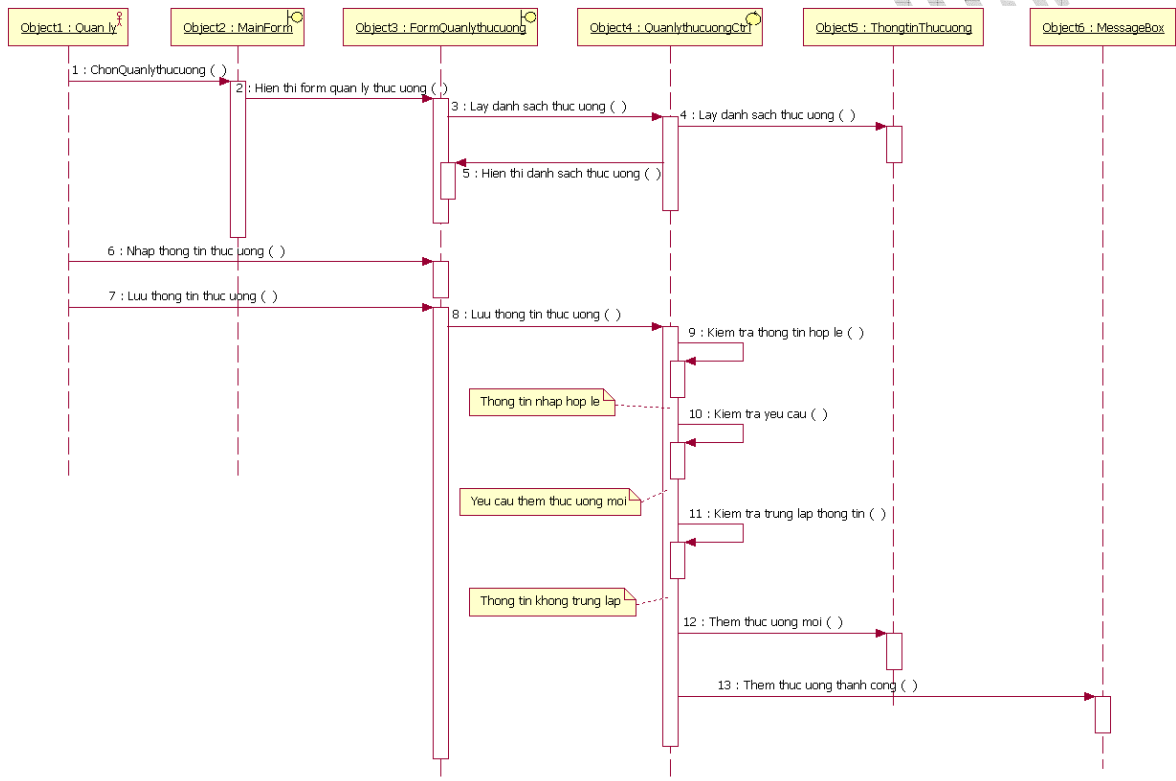 Object1 : Quan ly
Object2 : MainForm
Object3 : FormQuanlythucuong
Object4 : QuanlythucuongCtrl
Object5 : ThongtinThucuong
Object6 : MessageBox
1 : ChonQuanlythucuong ( )
2 : Hien thi form quan ly thuc uong ( )
3 : Lay danh sach thuc uong ( )
4 : Lay danh sach thuc uong ( )
5 : Hien thi danh sach thuc uong ( )
6 : Nhap thong tin thuc uong ( )
7 : Luu thong tin thuc uong ( )
8 : Luu thong tin thuc uong ( )
9 : Kiem tra thong tin hop le ( )
Thong tin nhap hop le
10 : Kiem tra yeu cau ( )
Yeu cau them thuc uong moi
11 : Kiem tra trung lap thong tin ( )
Thong tin khong trung lap
12 : Them thuc uong moi ( )
13 : Them thuc uong thanh cong ( )